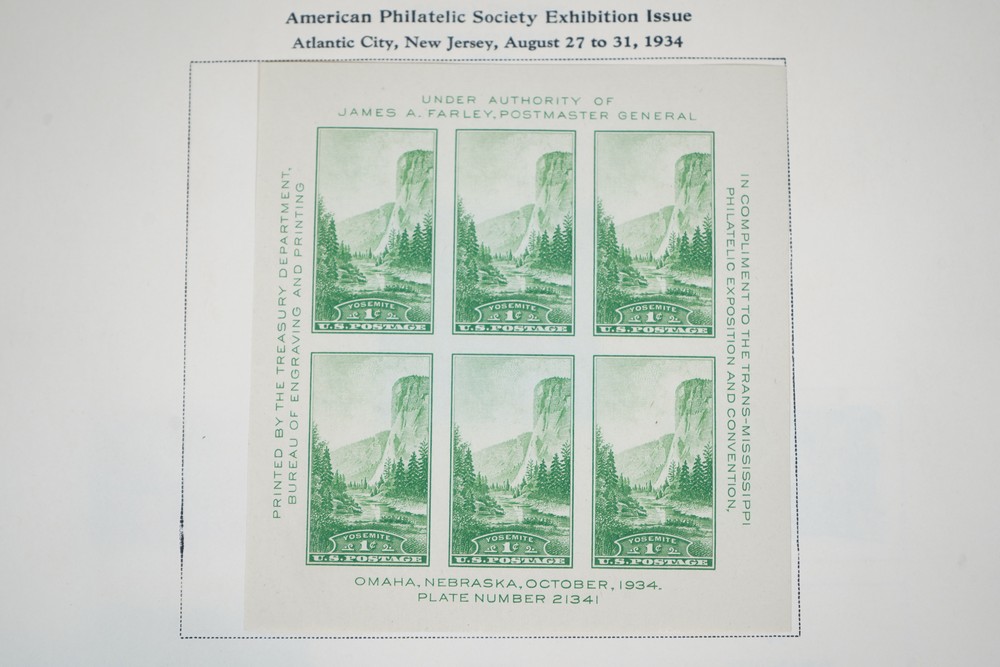 American Philatelic Society Exhibition Issue
Atlantic City, New Jersey, August 27 to 31, 1934
UNDER AUTHORITY OF
JAMES A. FARLEY, POSTMASTER GENERAL
PRINTED BY THE TREASURY DEPARTMENT,
BUREAU OF ENGRAVING AND PRINTING
YOSEMITE
1¢
U.S. POSTAGE
YOSEMITE
1¢
U.S. POSTAGE
YOSEMITE
1¢
U.S. POSTAGE
YOSEMITE
1¢
U.S. POSTAGE
YOSEMITE
1¢
U.S. POSTAGE
YOSEMITE
1¢
U.S. POSTAGE
IN COMPLIMENT TO THE TRANS-MISSISSIPPI
PHILATELIC EXPOSITION AND CONVENTION,
OMAHA, NEBRASKA, OCTOBER, 1934.
PLATE NUMBER 21341